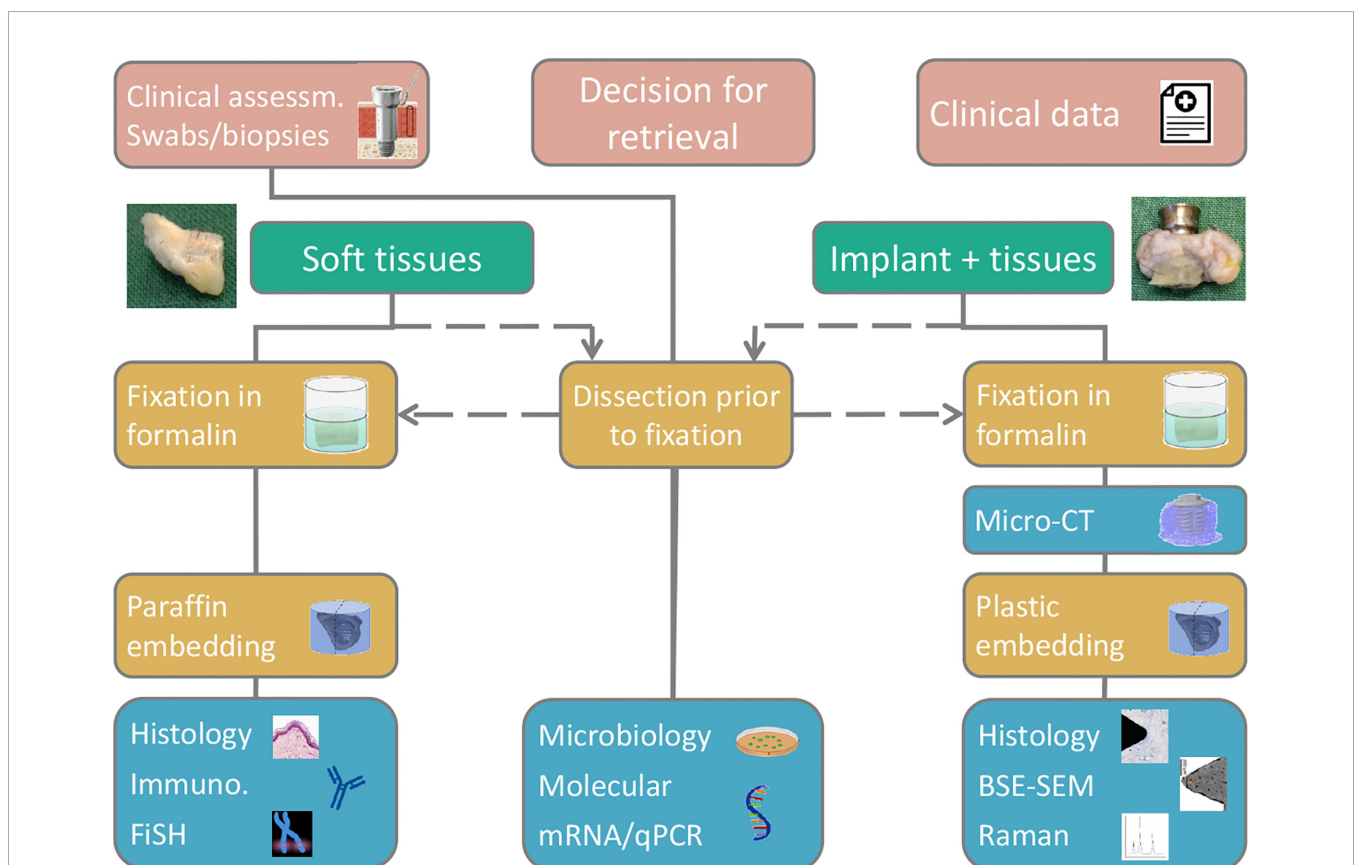 Clinical assessm.
Swabs/biopsies
Decision for
retrieval
Clinical data
Soft tissues
Implant + tissues
Fixation in
formalin
Dissection prior
to fixation
Fixation in
formalin
Micro-CT
Paraffin
embedding
Plastic
embedding
Histology
Immuno.
FiSH
Microbiology
Molecular
mRNA/qPCR
Histology
BSE-SEM
Raman